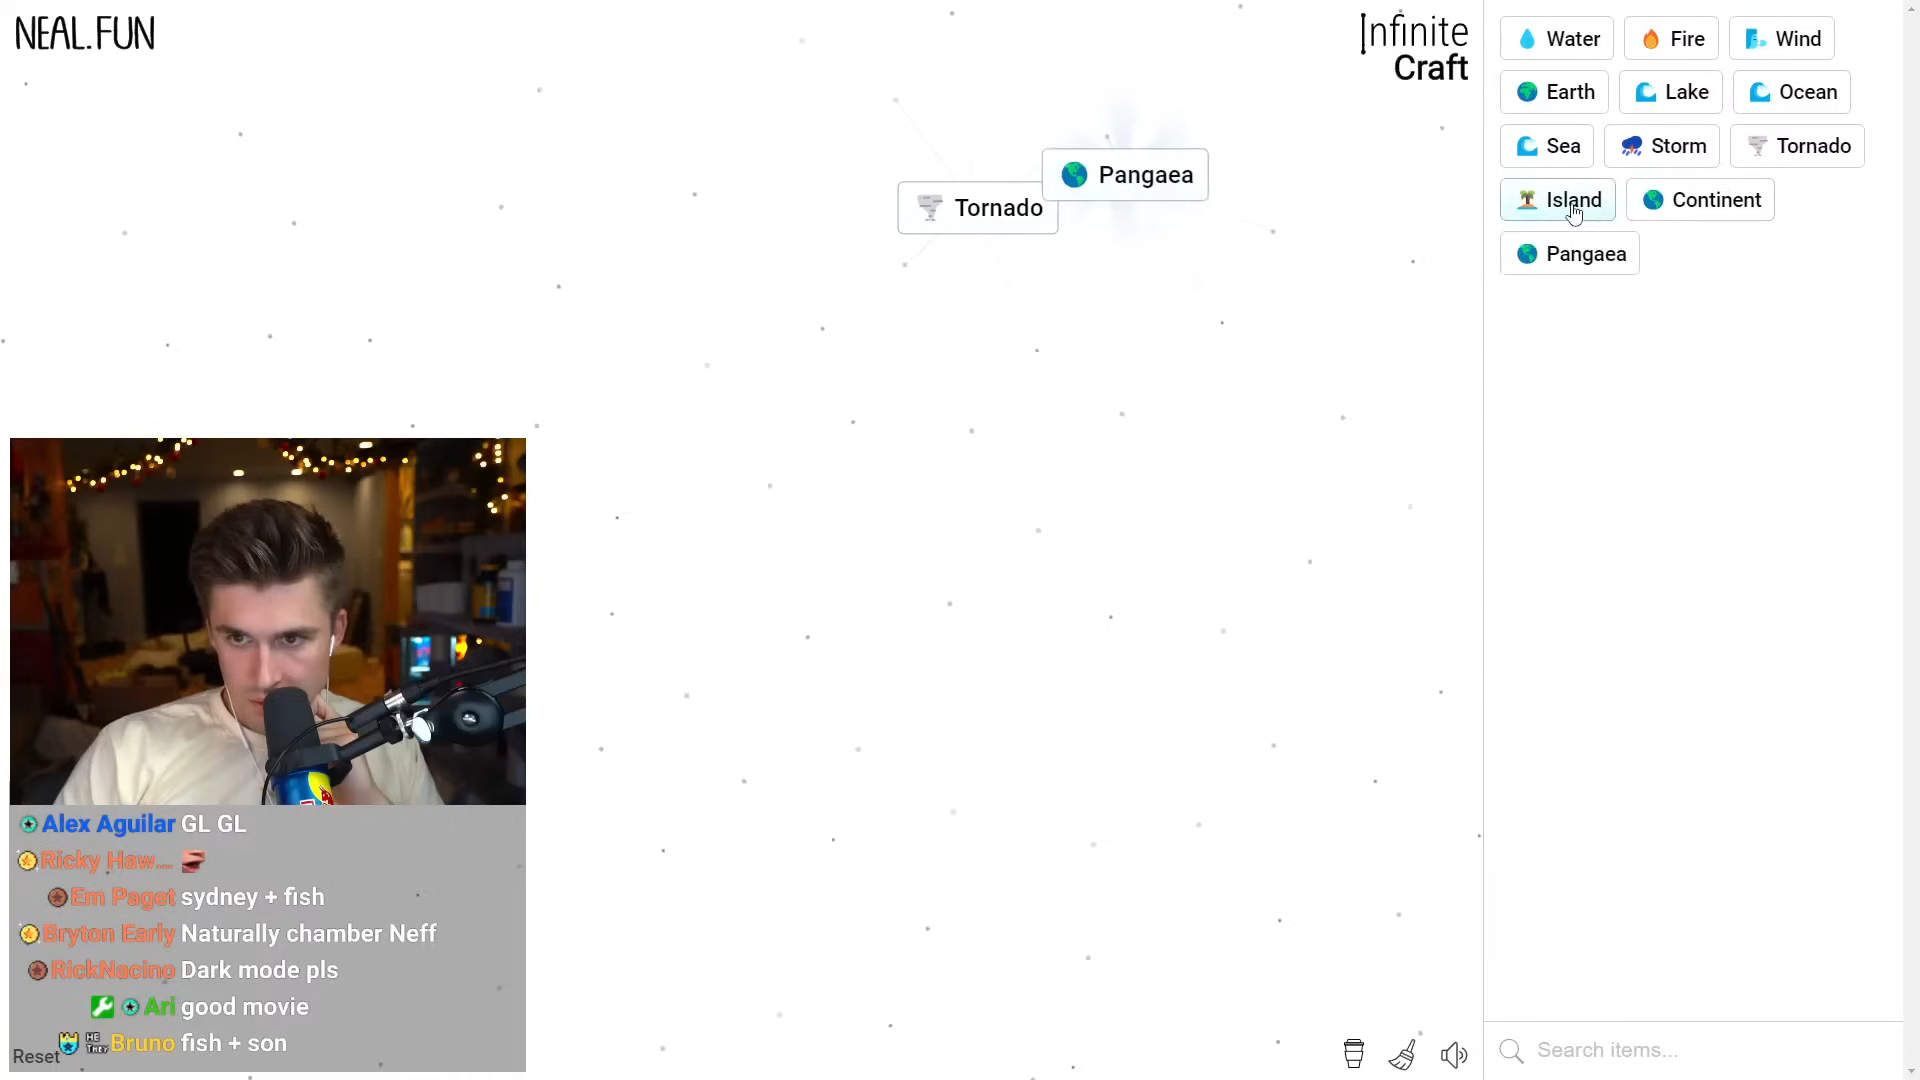 NEAL.FUN
Infinite
Craft
Tornado
Pangaea
Water Fire Wind
Earth Lake Ocean
Sea Storm Tornado
Island Continent
Pangaea
Alex Aguilar GL GL
Ricky Haw...
Em Paget sydney + fish
Bryton Early Naturally chamber Neff
RickNacino Dark mode pls
Ari good movie
HE THEY Bruno fish + son
Reset
Search items...